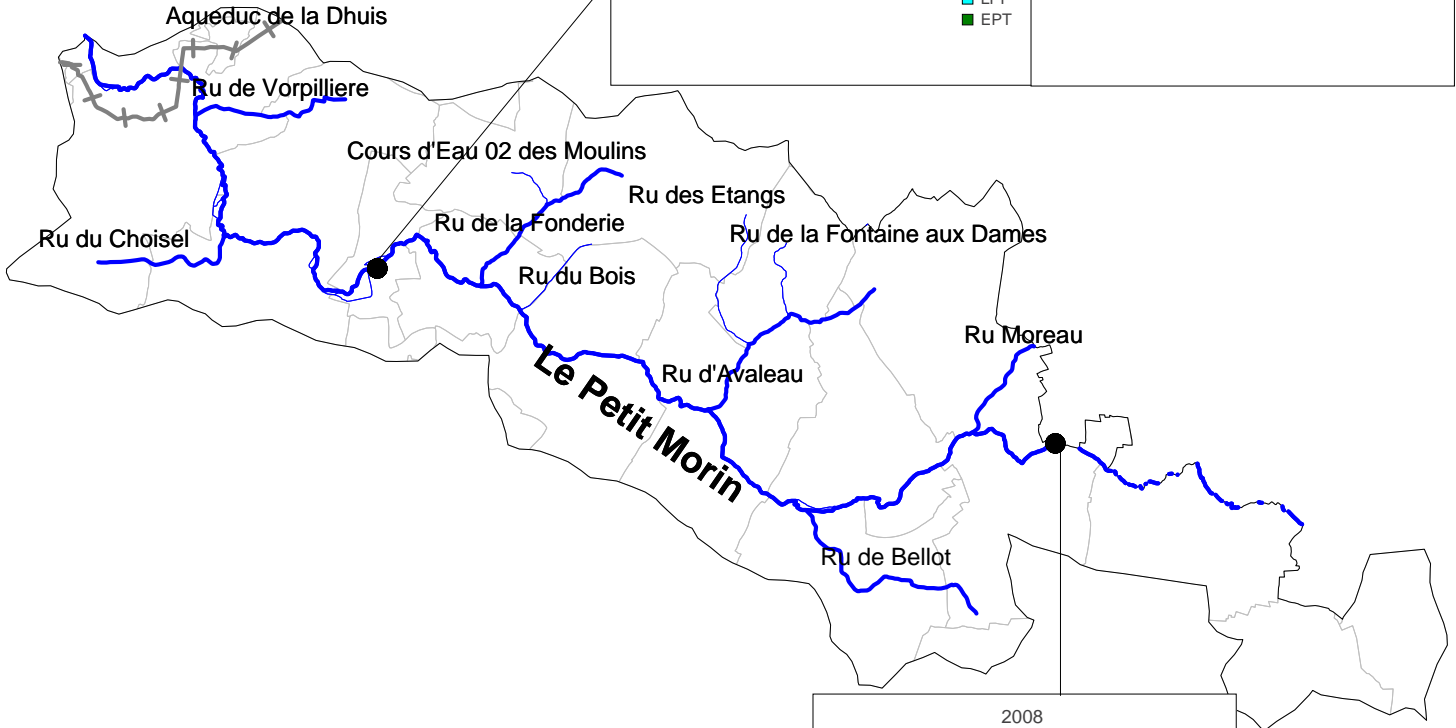 Aqueduc de la Dhuis
EPT
Ru de Vorpilliere
Cours d'Eau 02 des Moulins
Ru des Etangs
Ru de la Fonderie
Ru de la Fontaine aux Dames
Ru du Choisel
Ru du Bois
Ru Moreau
Ru d'Avaleau
Le Petit Morin
Ru de Bellot
2008